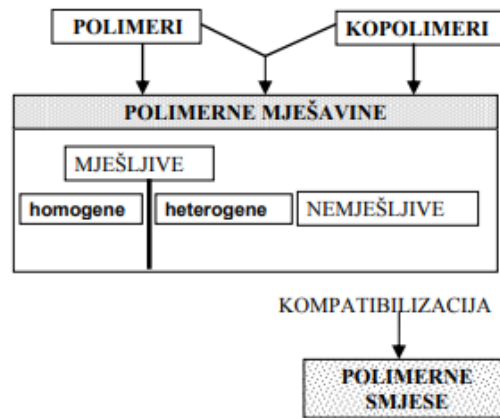 POLIMERI
KOPOLIMERI
POLIMERNE MJEŠAVINE
MJEŠLJIVE
homogene
heterogene
NEMJEŠLJIVE
KOMPATIBILIZACIJA
POLIMERNE
SMJESE